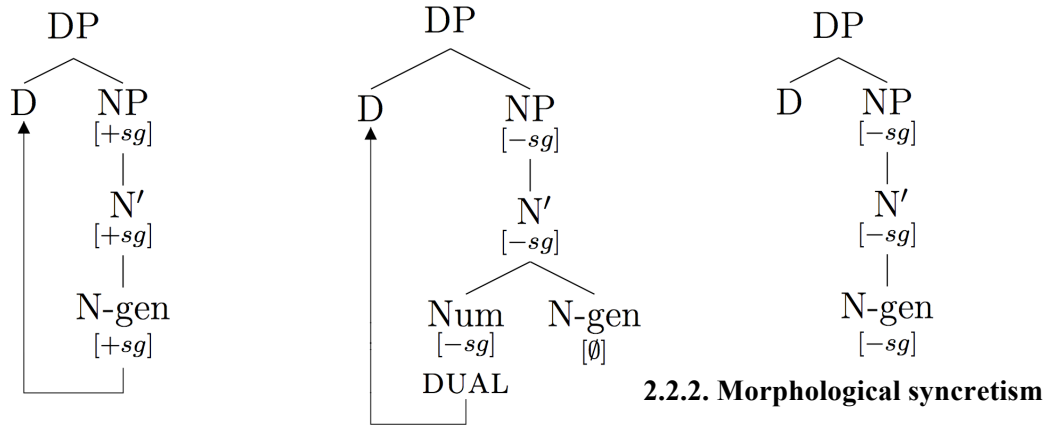 DP
D NP
[+sg]
N′
[+sg]
N-gen
[+sg]
DP
D NP
[−sg]
N′
[−sg]
Num N-gen
[−sg] [∅]
DUAL
DP
D NP
[−sg]
N′
[−sg]
N-gen
[−sg]
2.2.2. Morphological syncretism